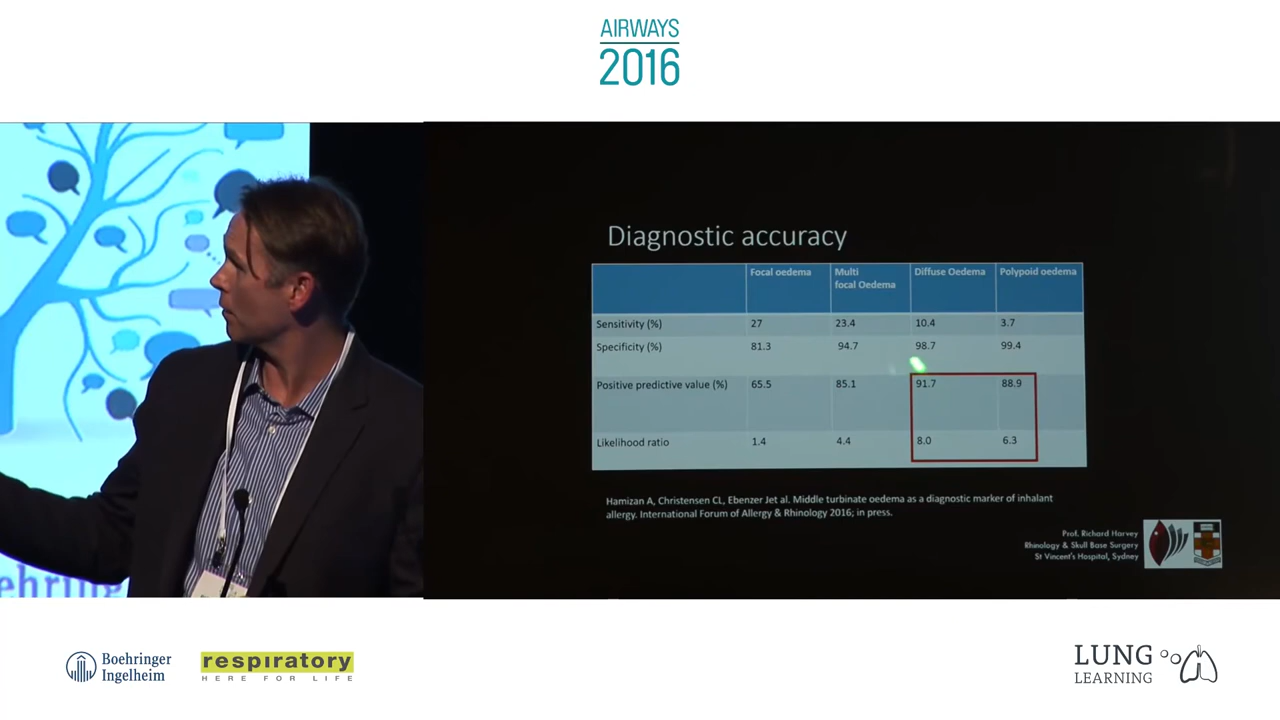 AIRWAYS
2016
Diagnostic accuracy
Focal oedema
Multi
focal Oedema
Diffuse Oedema
Polypoid oedema
Sensitivity (%) 27 23.4 10.4 3.7
Specificity (%) 81.3 94.7 98.7 99.4
Positive predictive value (%) 65.5 85.1 91.7 88.9
Likelihood ratio 1.4 4.4 8.0 6.3
Hamizan A, Christensen CL, Ebenzer Jet al. Middle turbinate oedema as a diagnostic marker of inhalant
allergy. International Forum of Allergy & Rhinology 2016; in press.
Prof. Richard Harvey
Rhinology & Skull Base Surgery
St Vincent's Hospital, Sydney
ehring
Boehringer
Ingelheim
respiratory
HERE FOR LIFE
LUNG
LEARNING